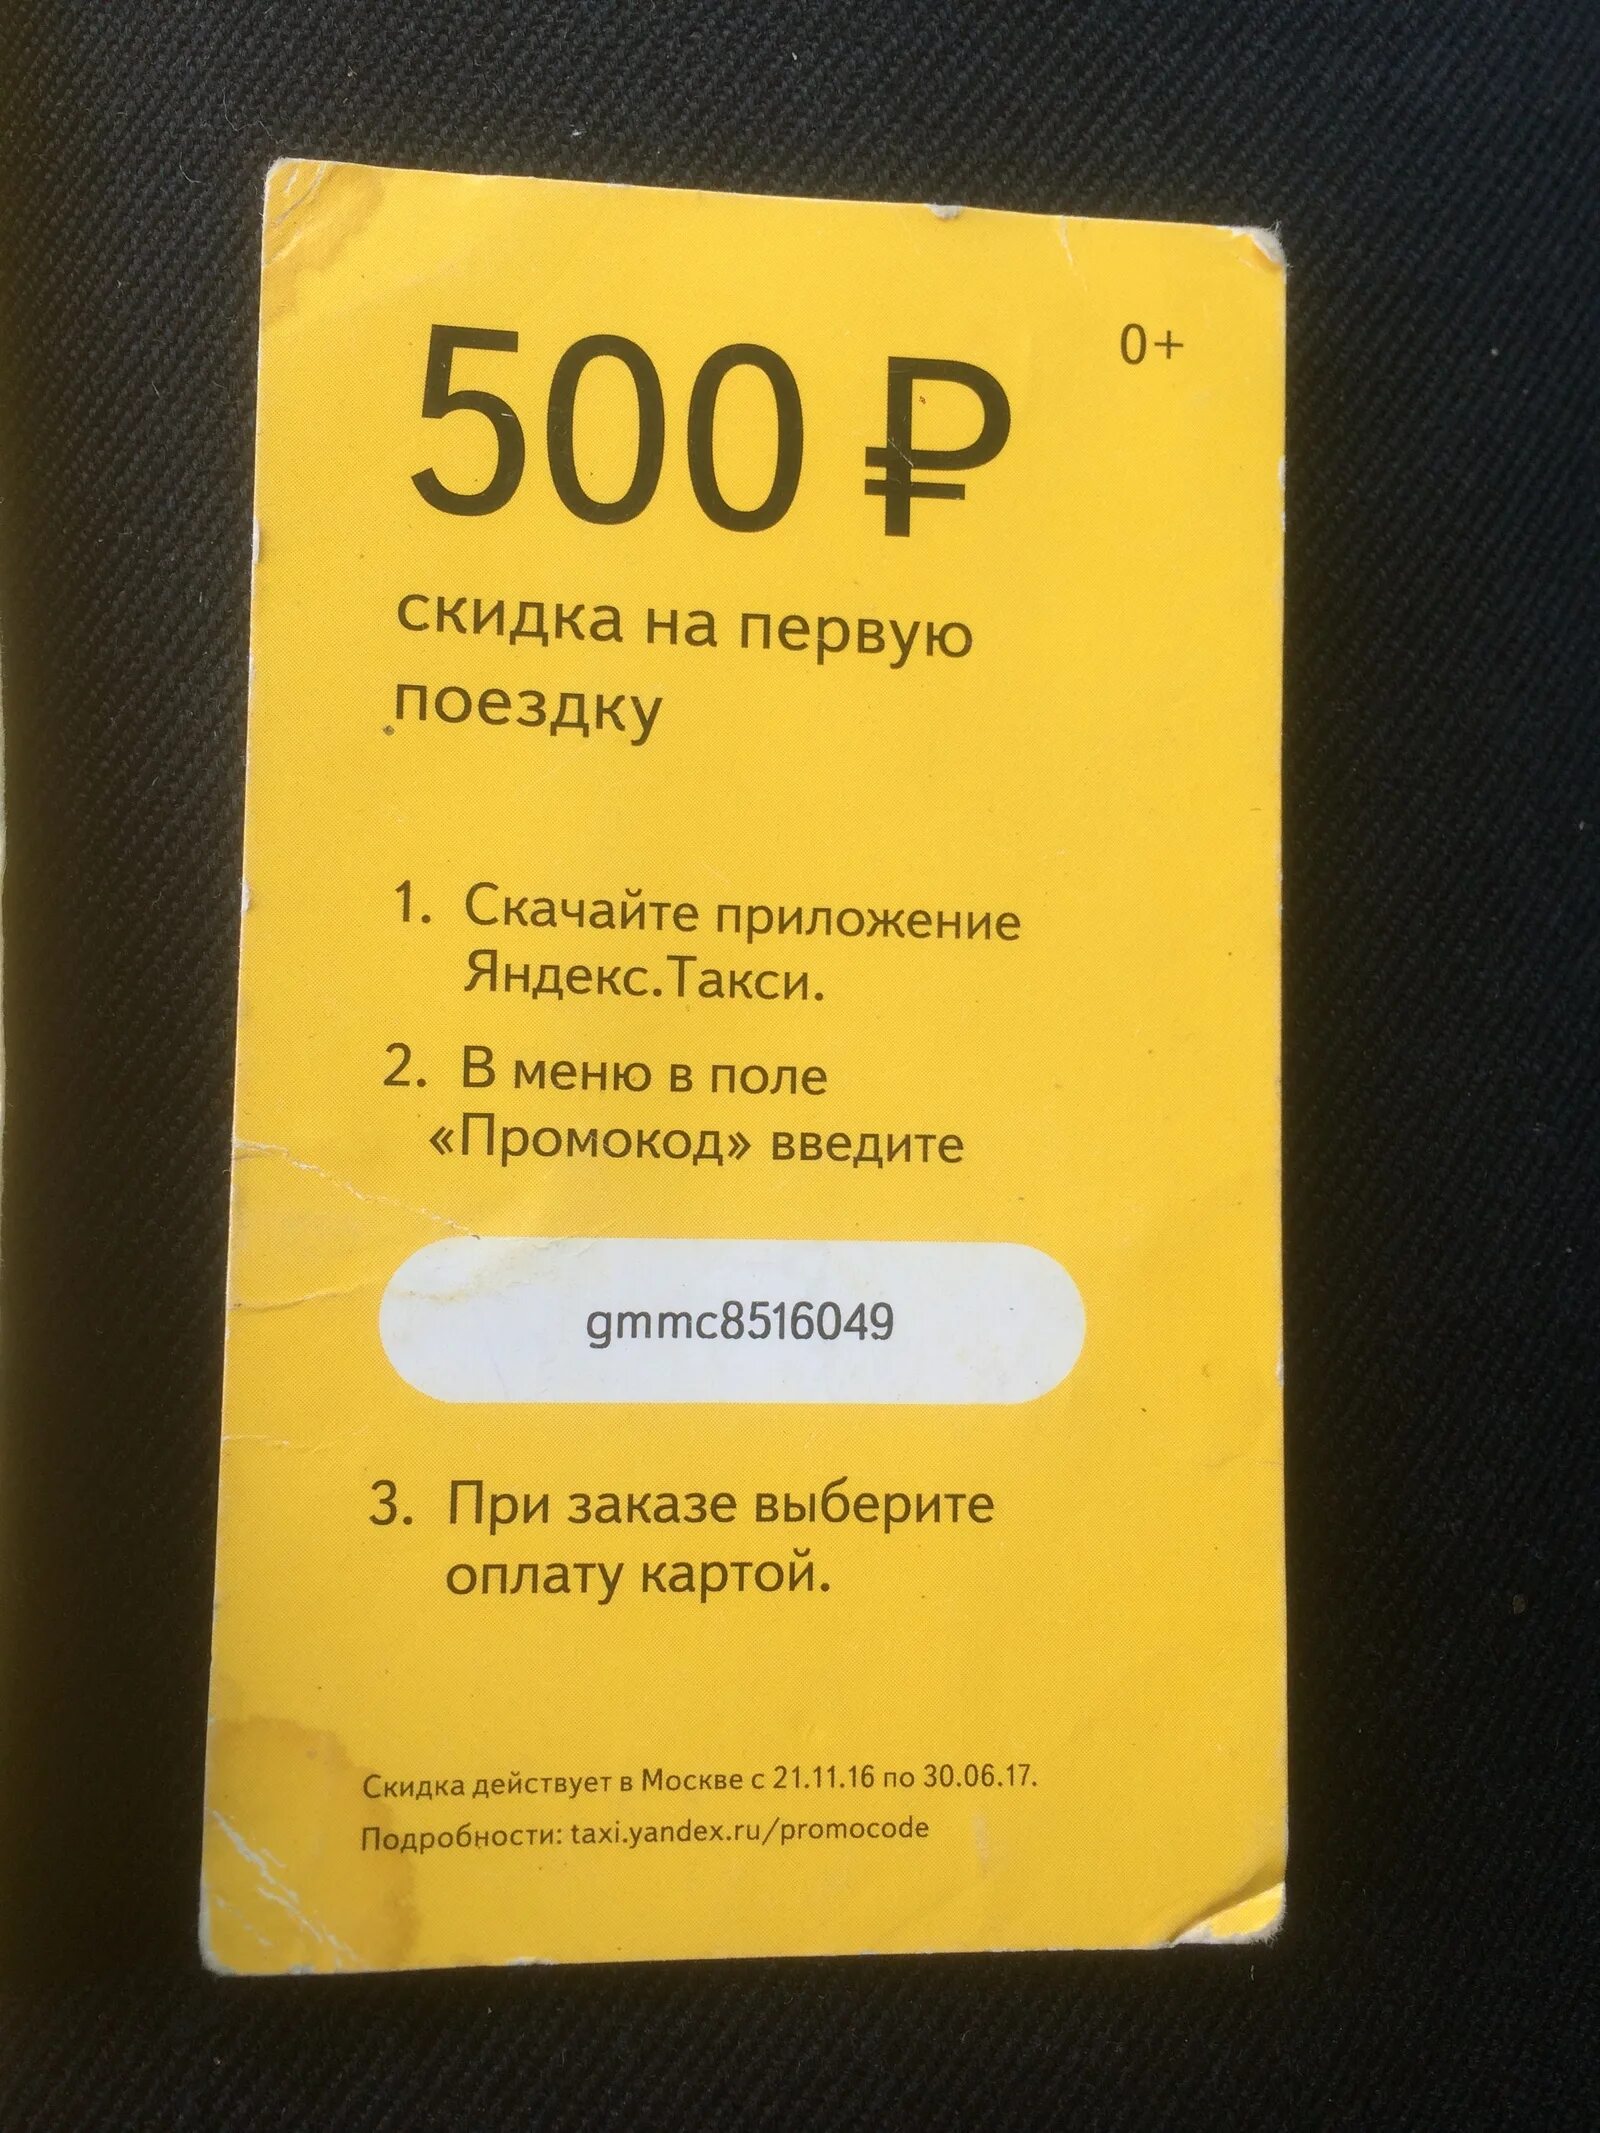 500 ₽
0+
скидка на первую
поездку
1. Скачайте приложение
Яндекс.Такси.
2. В меню в поле
«Промокод» введите
gmmc8516049
3. При заказе выберите
оплату картой.
Скидка действует в Москве с 21.11.16 по 30.06.17.
Подробности: taxi.yandex.ru/promocode